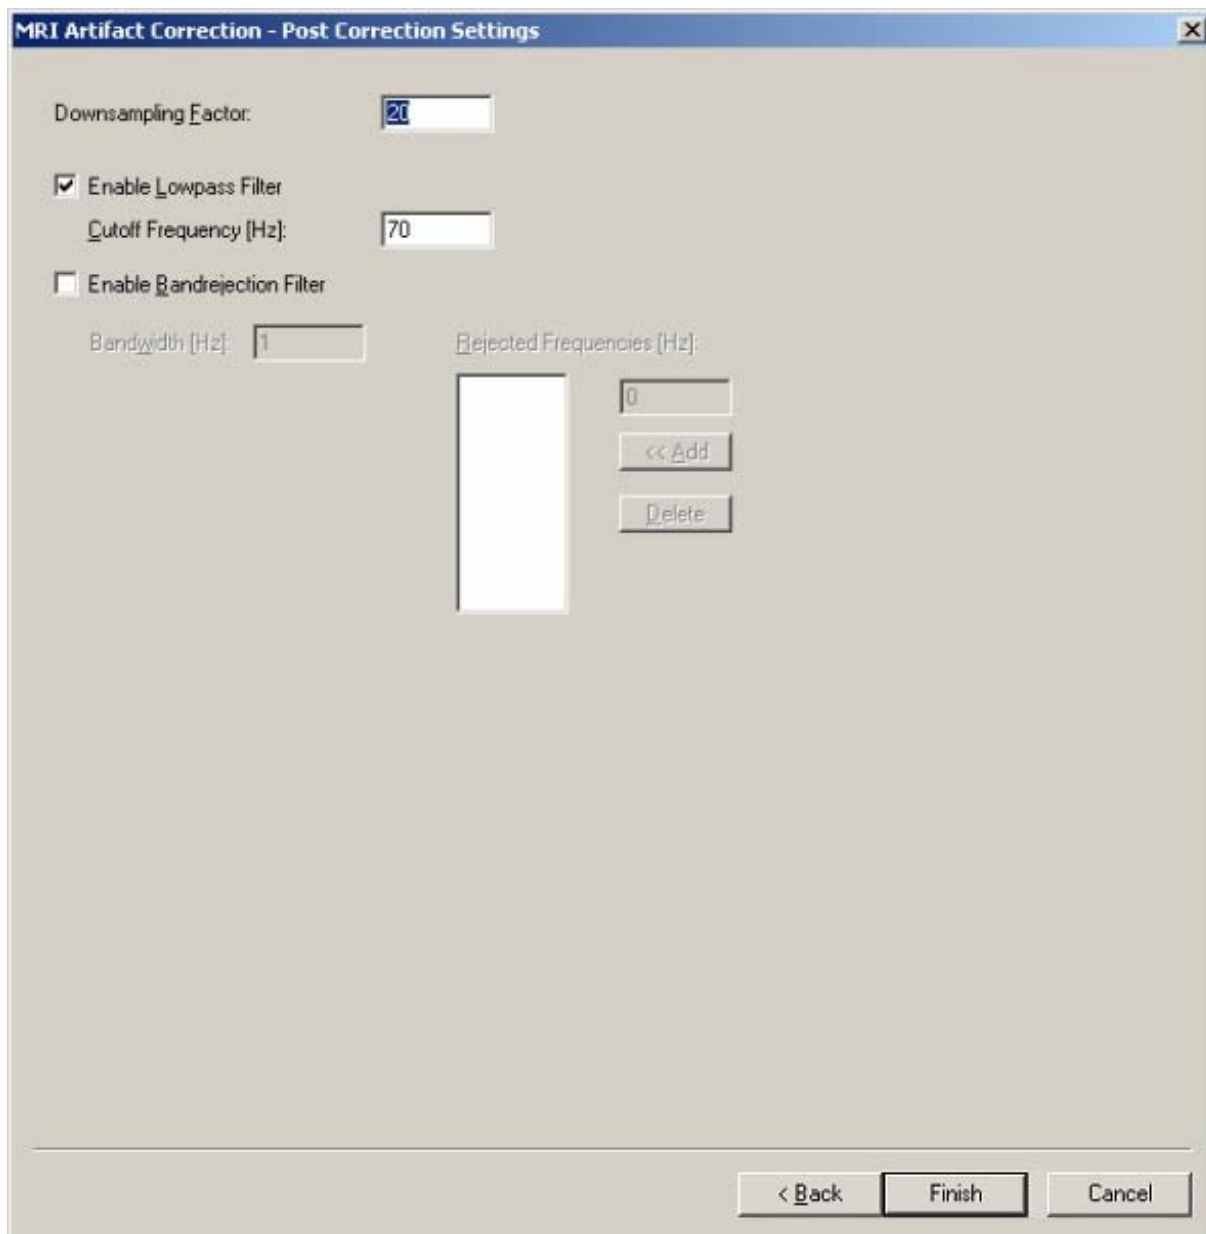 MRI Artifact Correction - Post Correction Settings
Downsampling Factor: 20
Enable Lowpass Filter
Cutoff Frequency [Hz]: 70
Enable Bandrejection Filter
Bandwidth [Hz]: 1 Rejected Frequencies [Hz]:
0
<< Add
Delete
< Back Finish Cancel